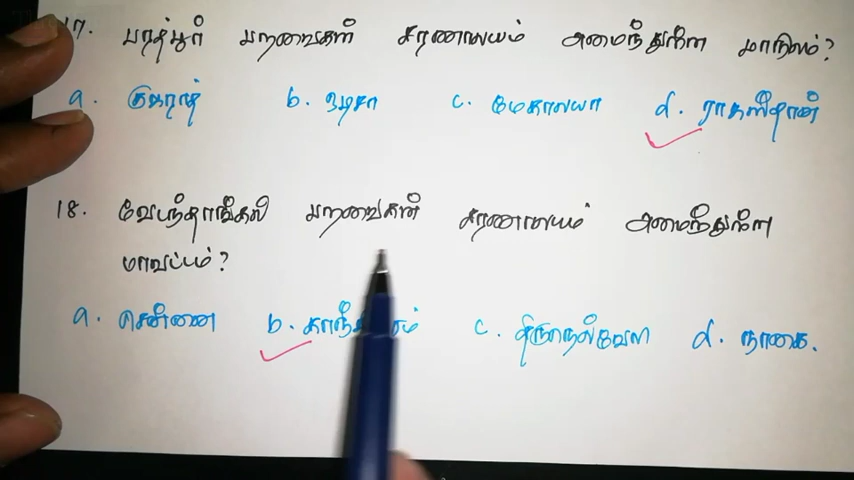 17. பரத்பூர் பறவைகள் சரணாலயம் அமைந்துள்ள மாநிலம்?
a. குஜராத் b. ஒடிசா c. மேகாலயா d. ராஜஸ்தான்
18. வேடந்தாங்கல் பறவைகள் சரணாலயம் அமைந்துள்ள
மாவட்டம்?
a. சென்னை b. c. திருநெல்வேலி d. நாகை.